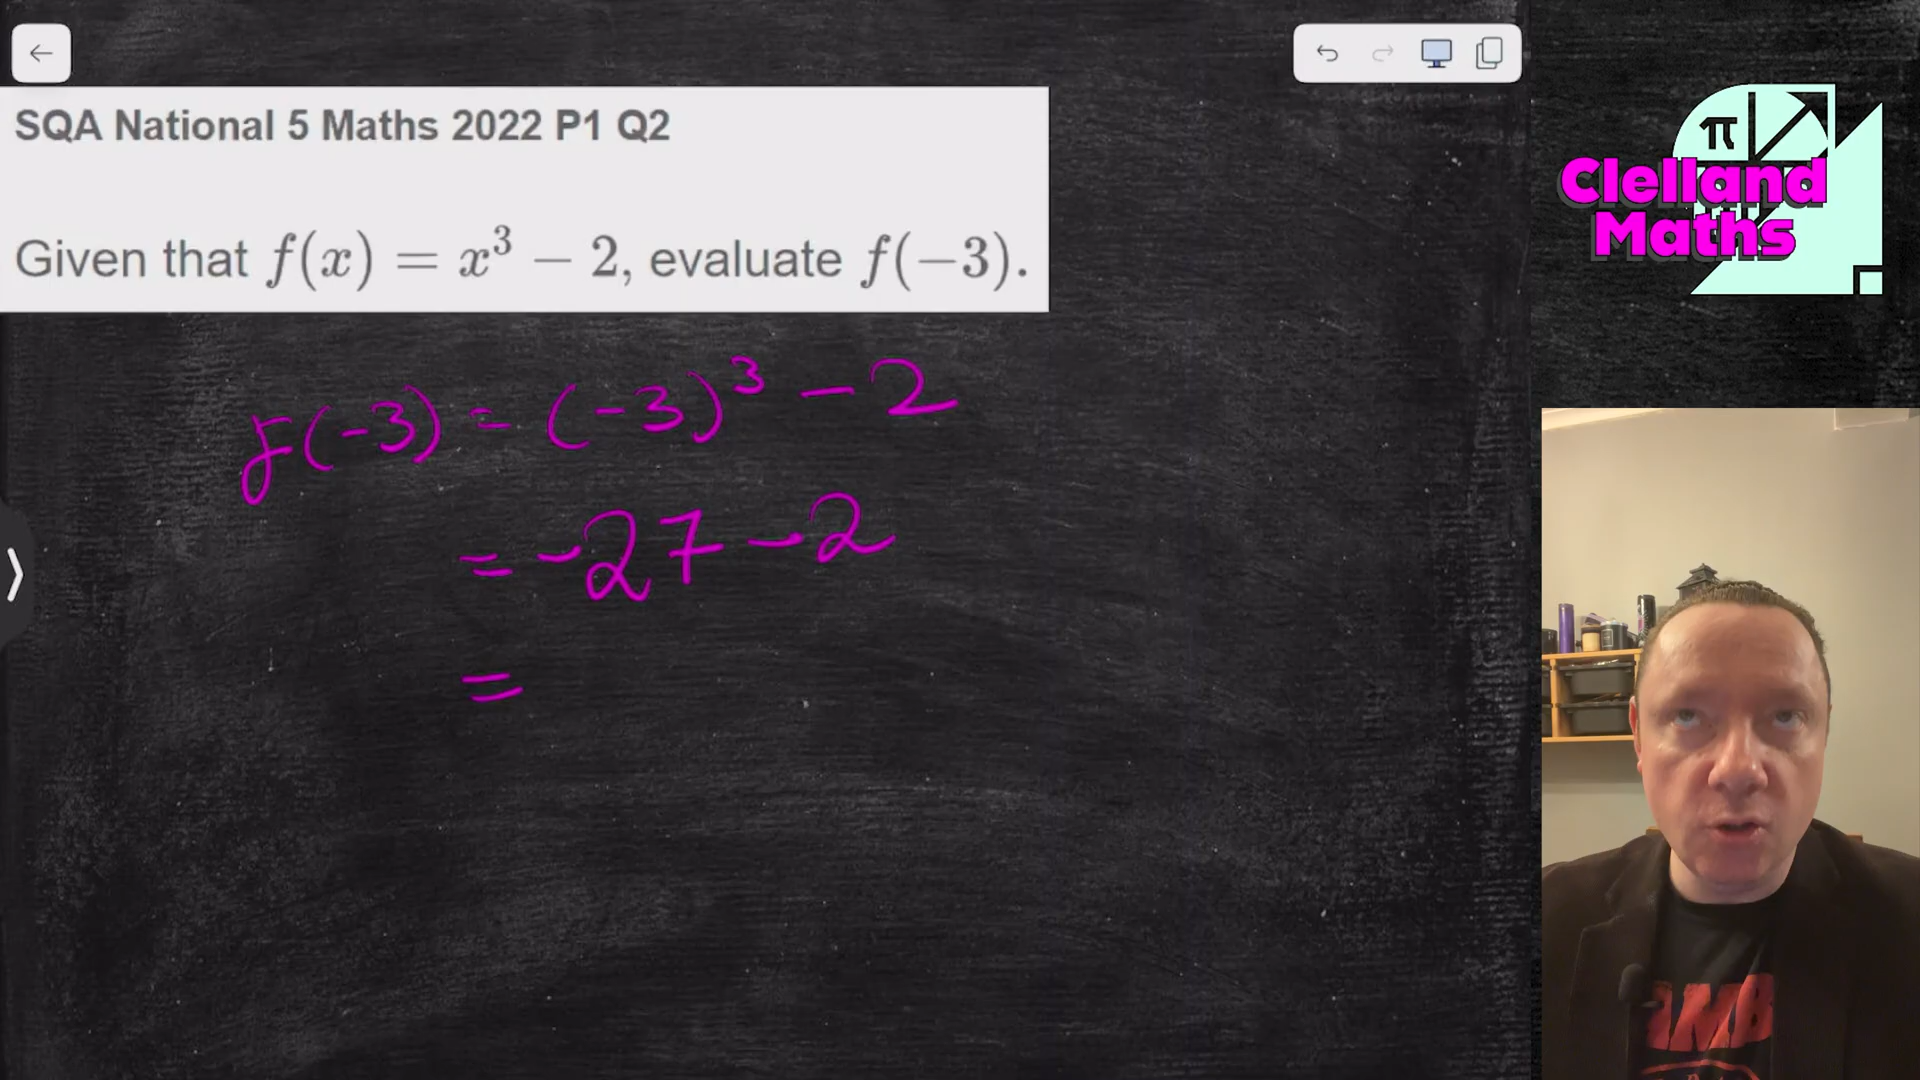 SQA National 5 Maths 2022 P1 Q2
Given that f(x) = x³ − 2, evaluate f(−3).
f(-3) = (-3)³ - 2
= -27 - 2
=
π
Clelland
Maths